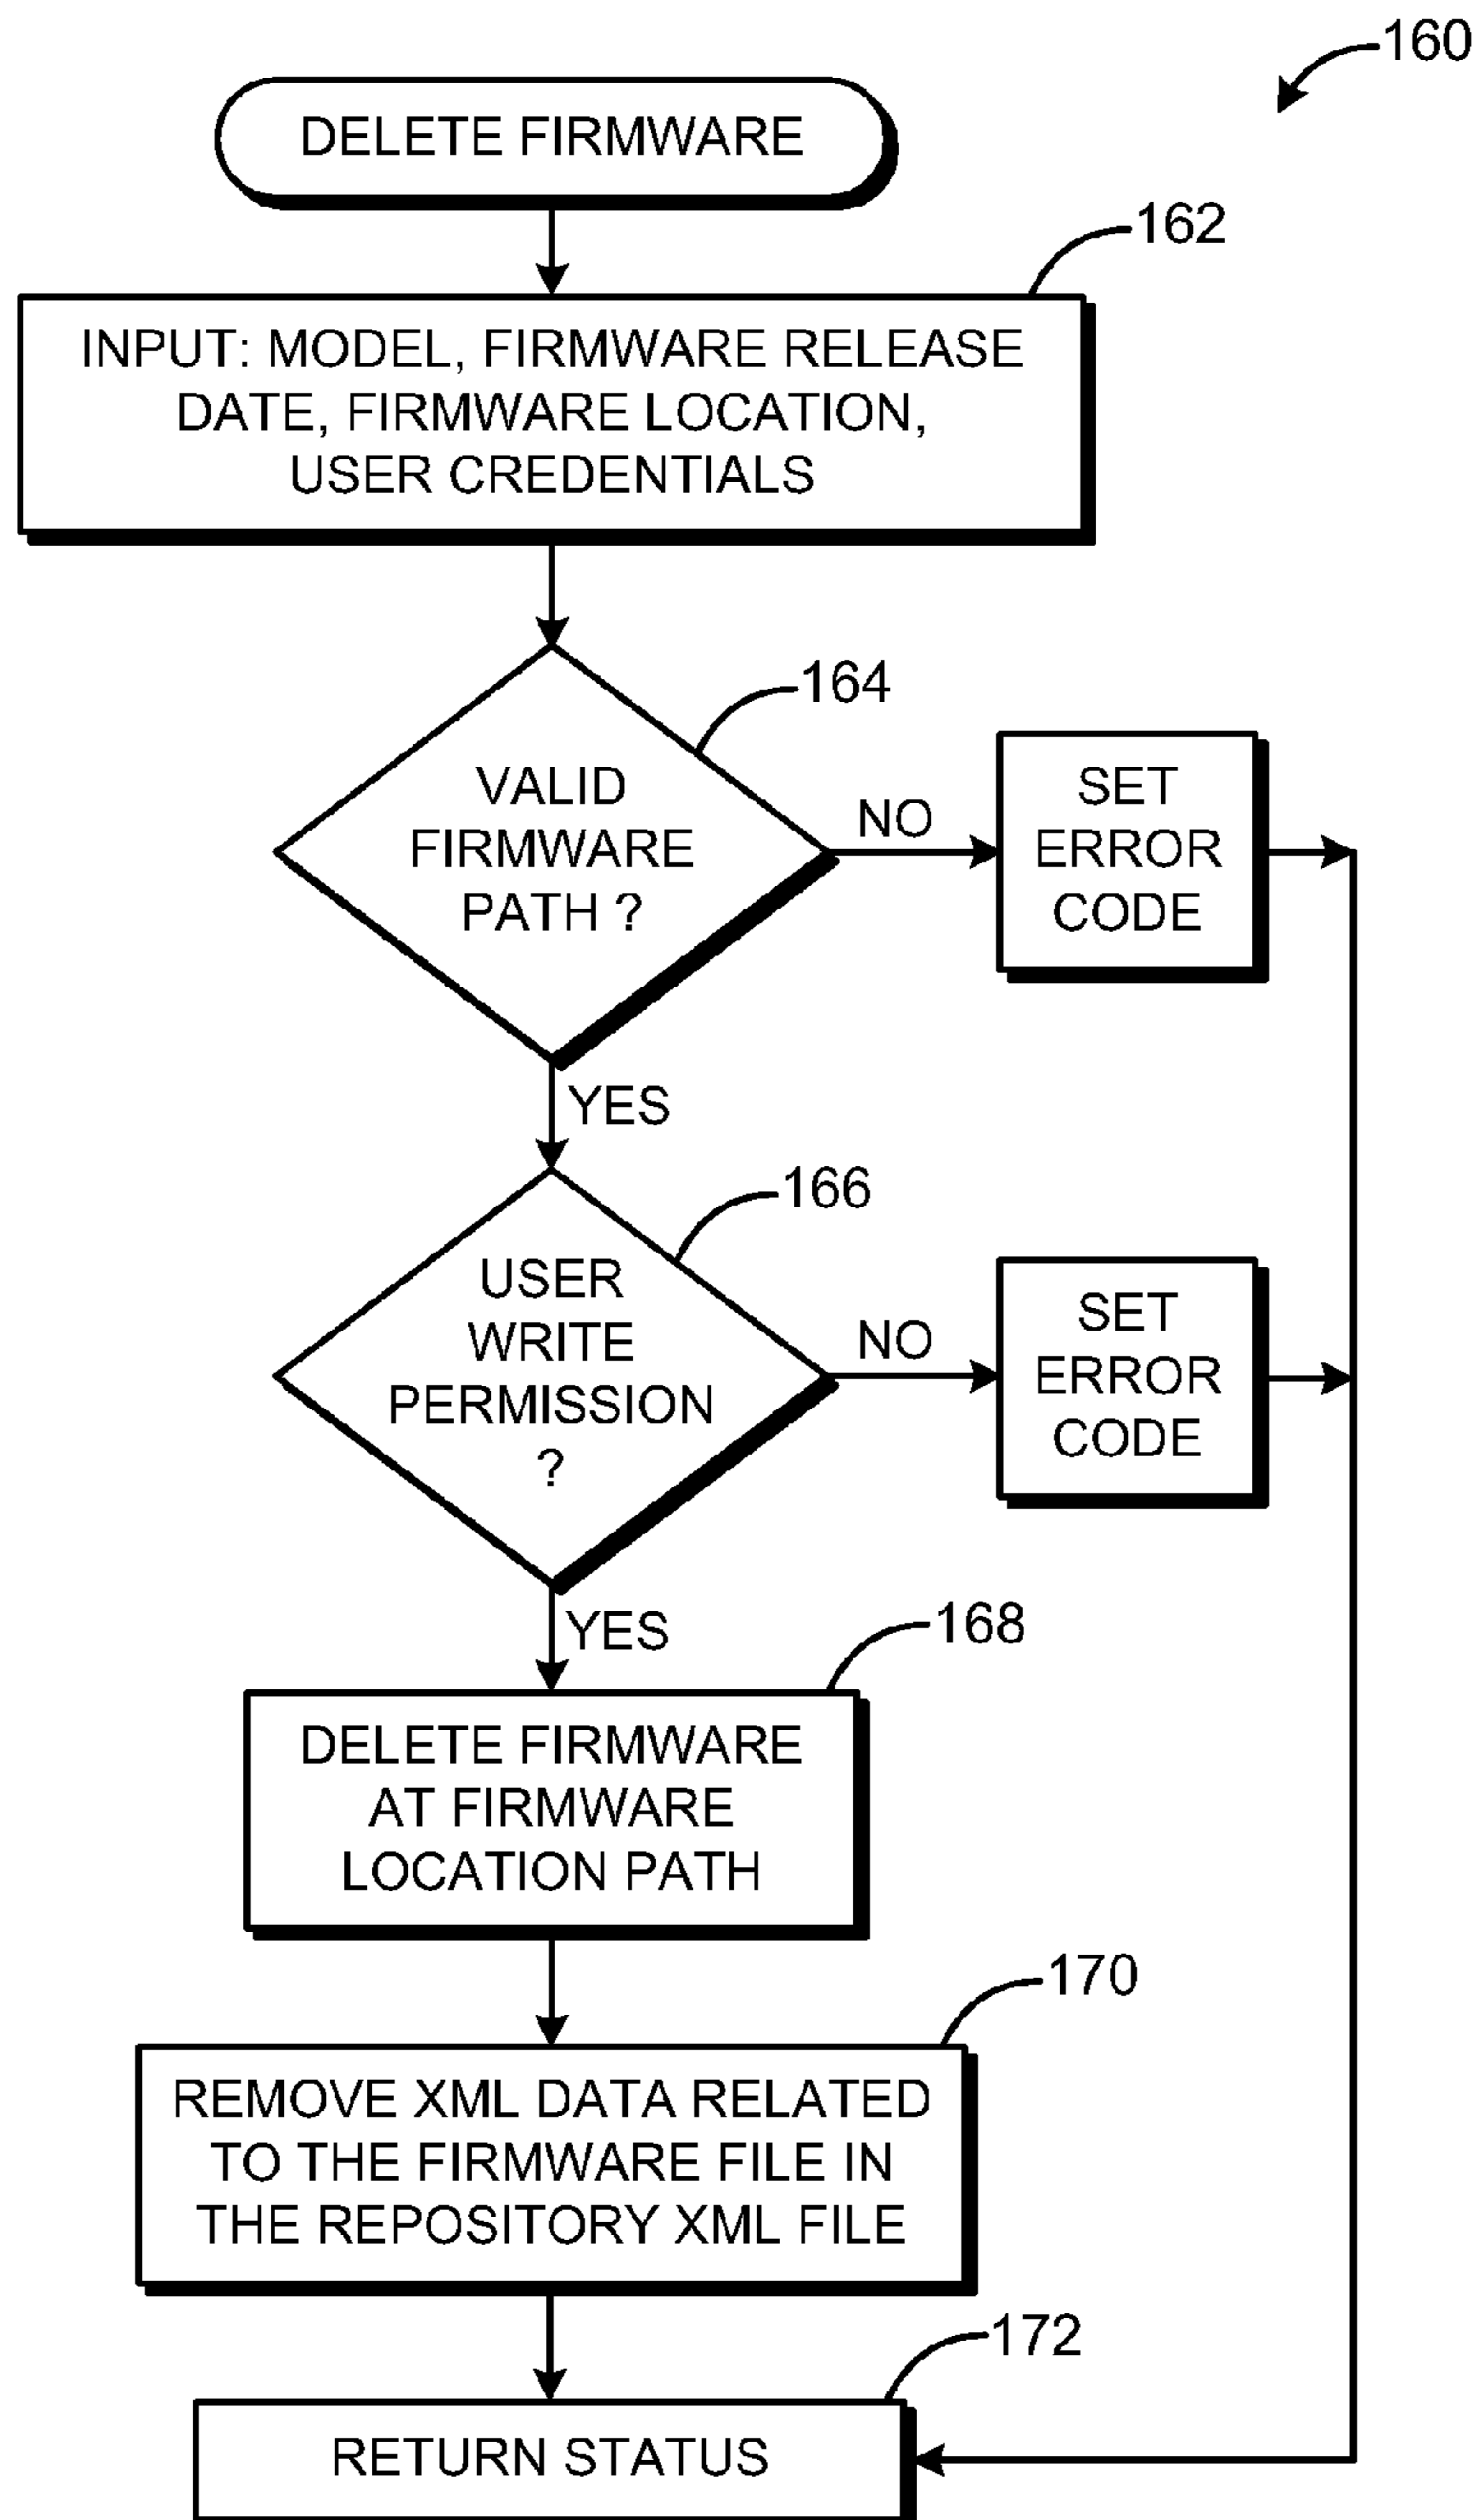 160
DELETE FIRMWARE
162
INPUT: MODEL, FIRMWARE RELEASE
DATE, FIRMWARE LOCATION,
USER CREDENTIALS
164
VALID
FIRMWARE
PATH ?
NO
SET
ERROR
CODE
YES
166
USER
WRITE
PERMISSION
?
NO
SET
ERROR
CODE
YES
168
DELETE FIRMWARE
AT FIRMWARE
LOCATION PATH
170
REMOVE XML DATA RELATED
TO THE FIRMWARE FILE IN
THE REPOSITORY XML FILE
172
RETURN STATUS